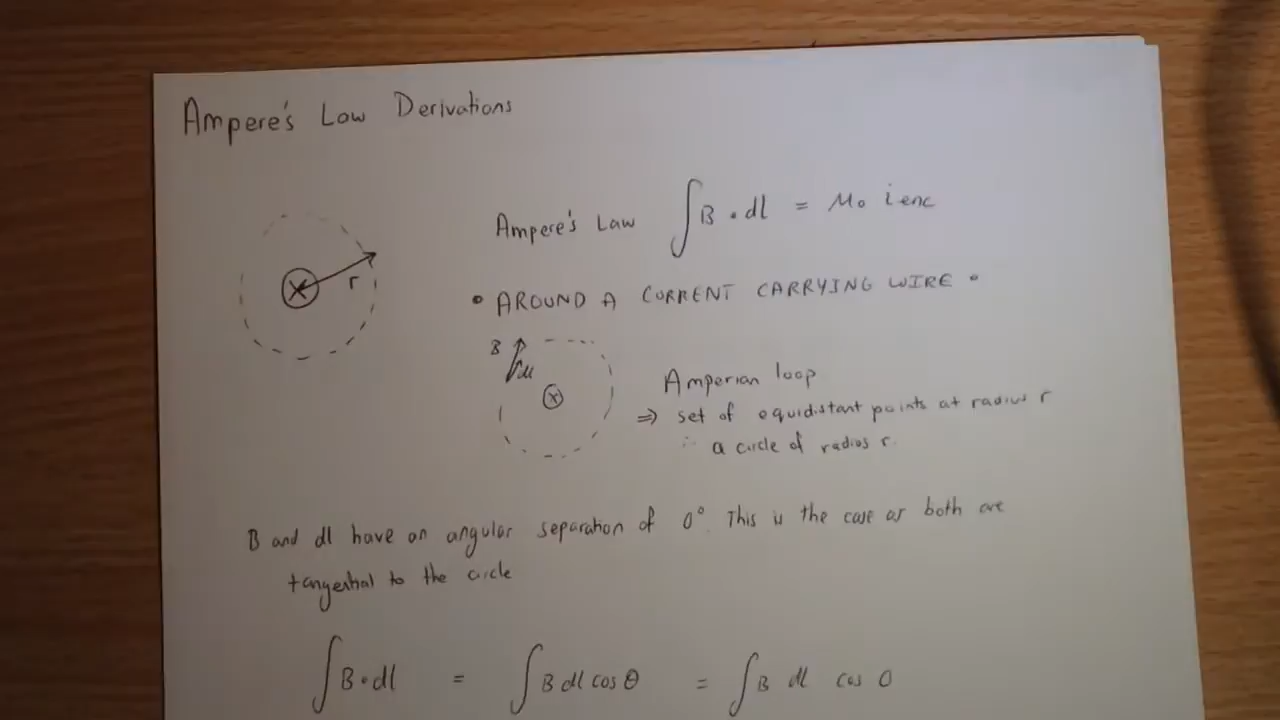 Ampere's Law Derivations
Ampere's Law ∫B • dl = μ₀ i enc
r
• AROUND A CURRENT CARRYING WIRE •
B
dl
Amperian loop
⇒ set of equidistant points at radius r
∴ a circle of radius r.
B and dl have an angular separation of 0°. This is the case as both are
tangential to the circle
∫B • dl = ∫B dl cos θ = ∫B dl cos 0